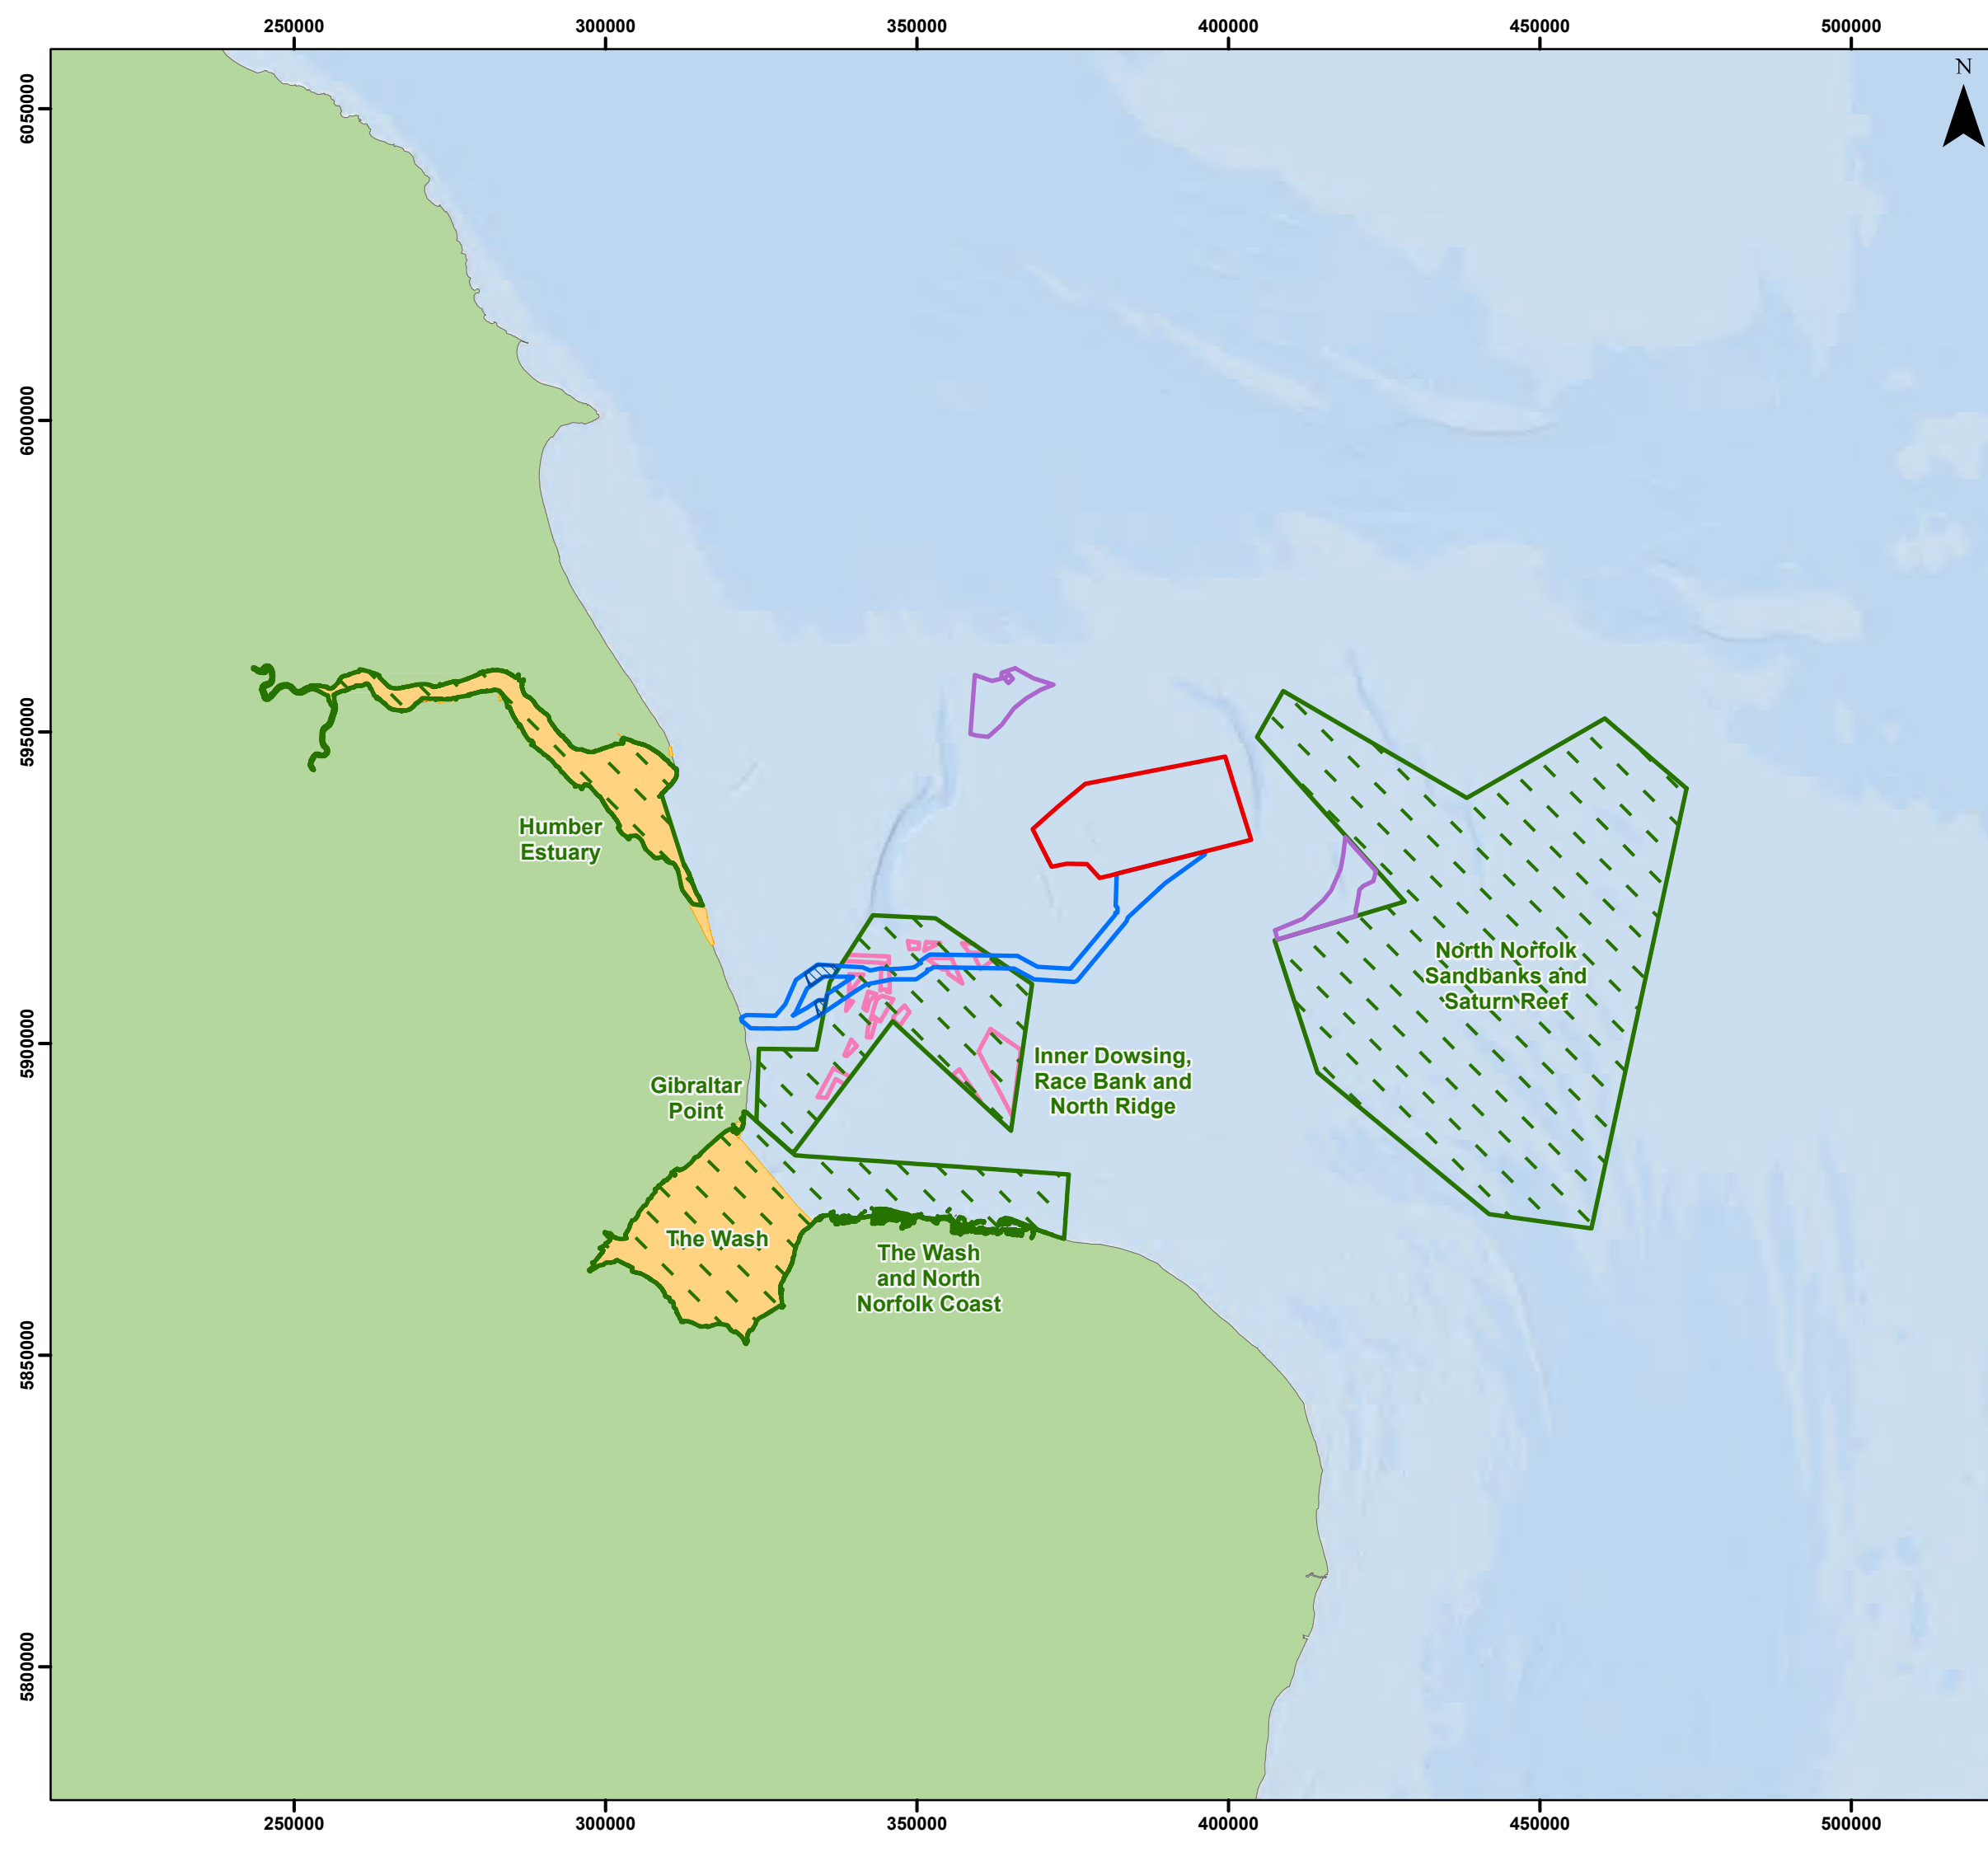 250000 300000 350000 400000 450000 500000
N
6050000
6000000
5950000
5900000
5850000
5800000
Humber
Estuary
North Norfolk
Sandbanks and
Saturn Reef
Inner Dowsing,
Race Bank and
North Ridge
Gibraltar
Point
The Wash
The Wash
and North
Norfolk Coast
250000 300000 350000 400000 450000 500000